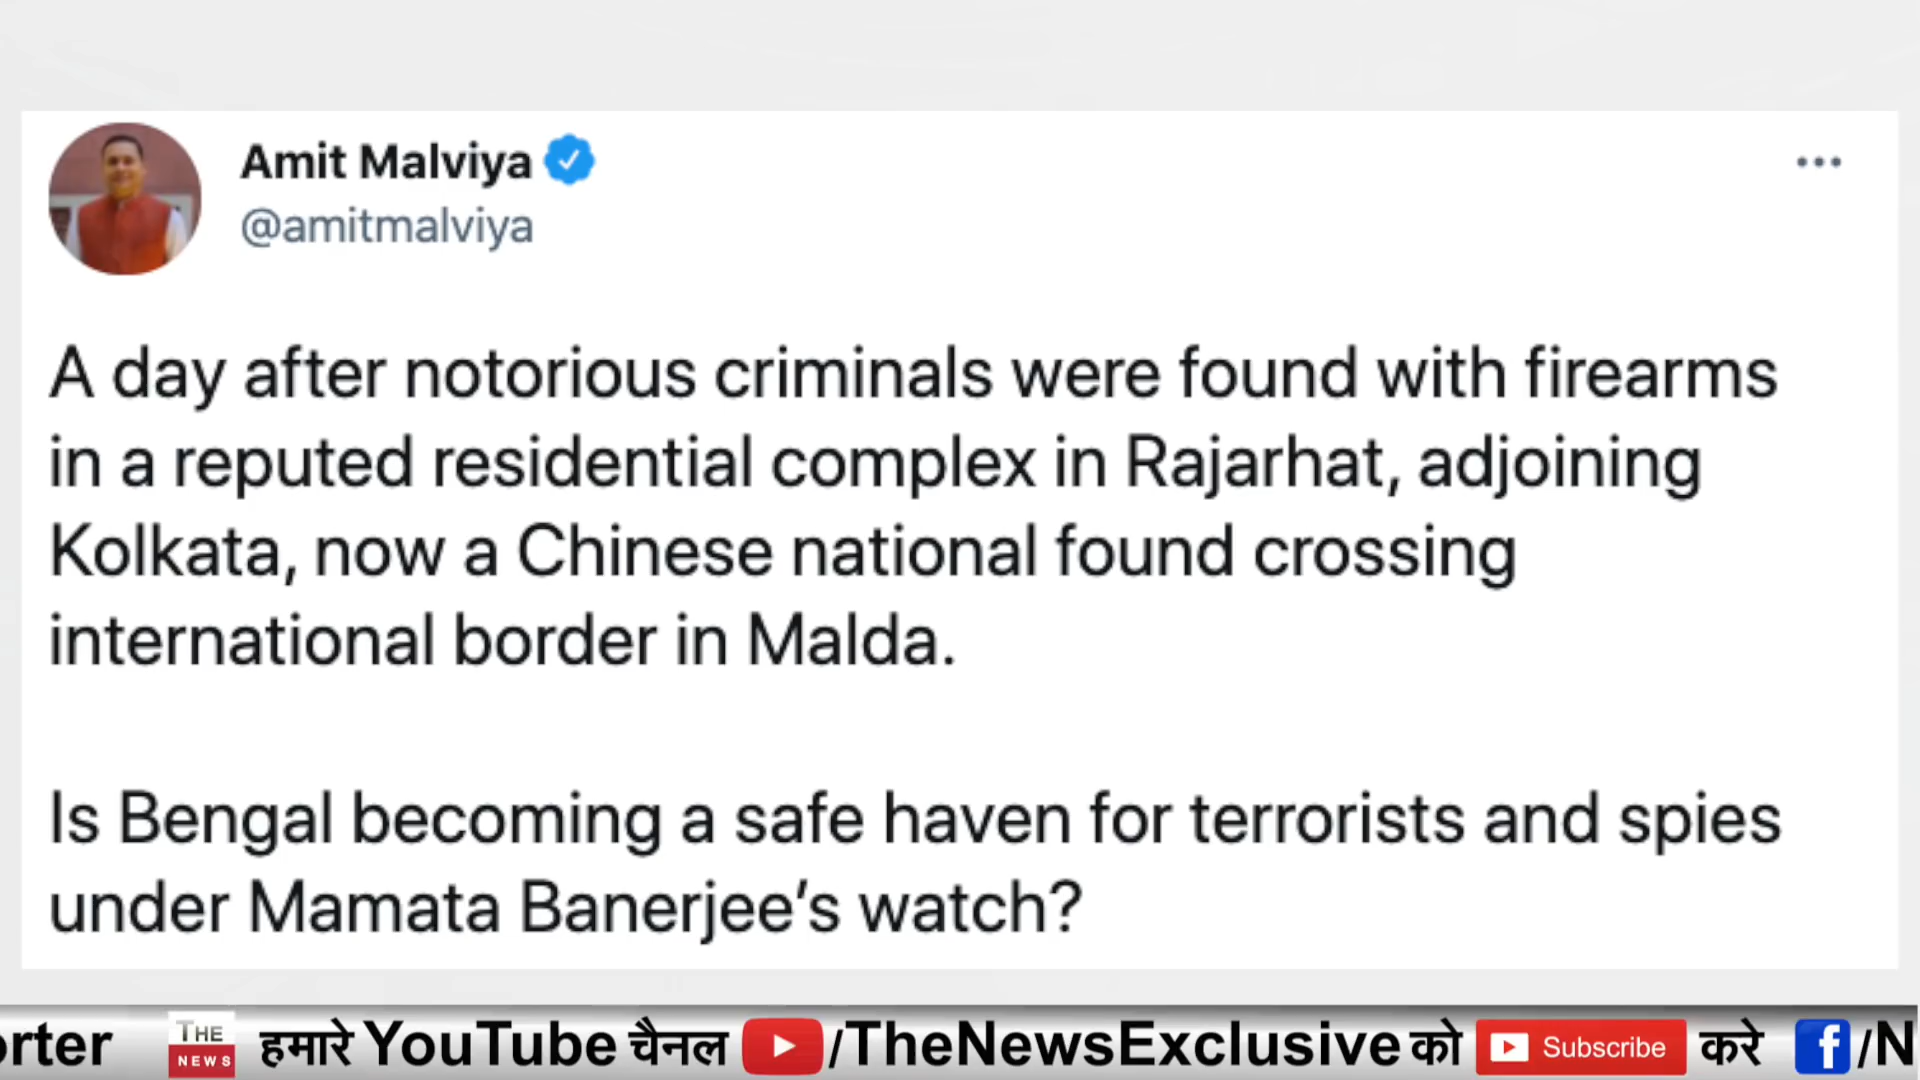 Amit Malviya
@amitmalviya
A day after notorious criminals were found with firearms
in a reputed residential complex in Rajarhat, adjoining
Kolkata, now a Chinese national found crossing
international border in Malda.
Is Bengal becoming a safe haven for terrorists and spies
under Mamata Banerjee’s watch?
orter THE NEWS हमारे YouTube चैनल /TheNewsExclusive को Subscribe करे f/N